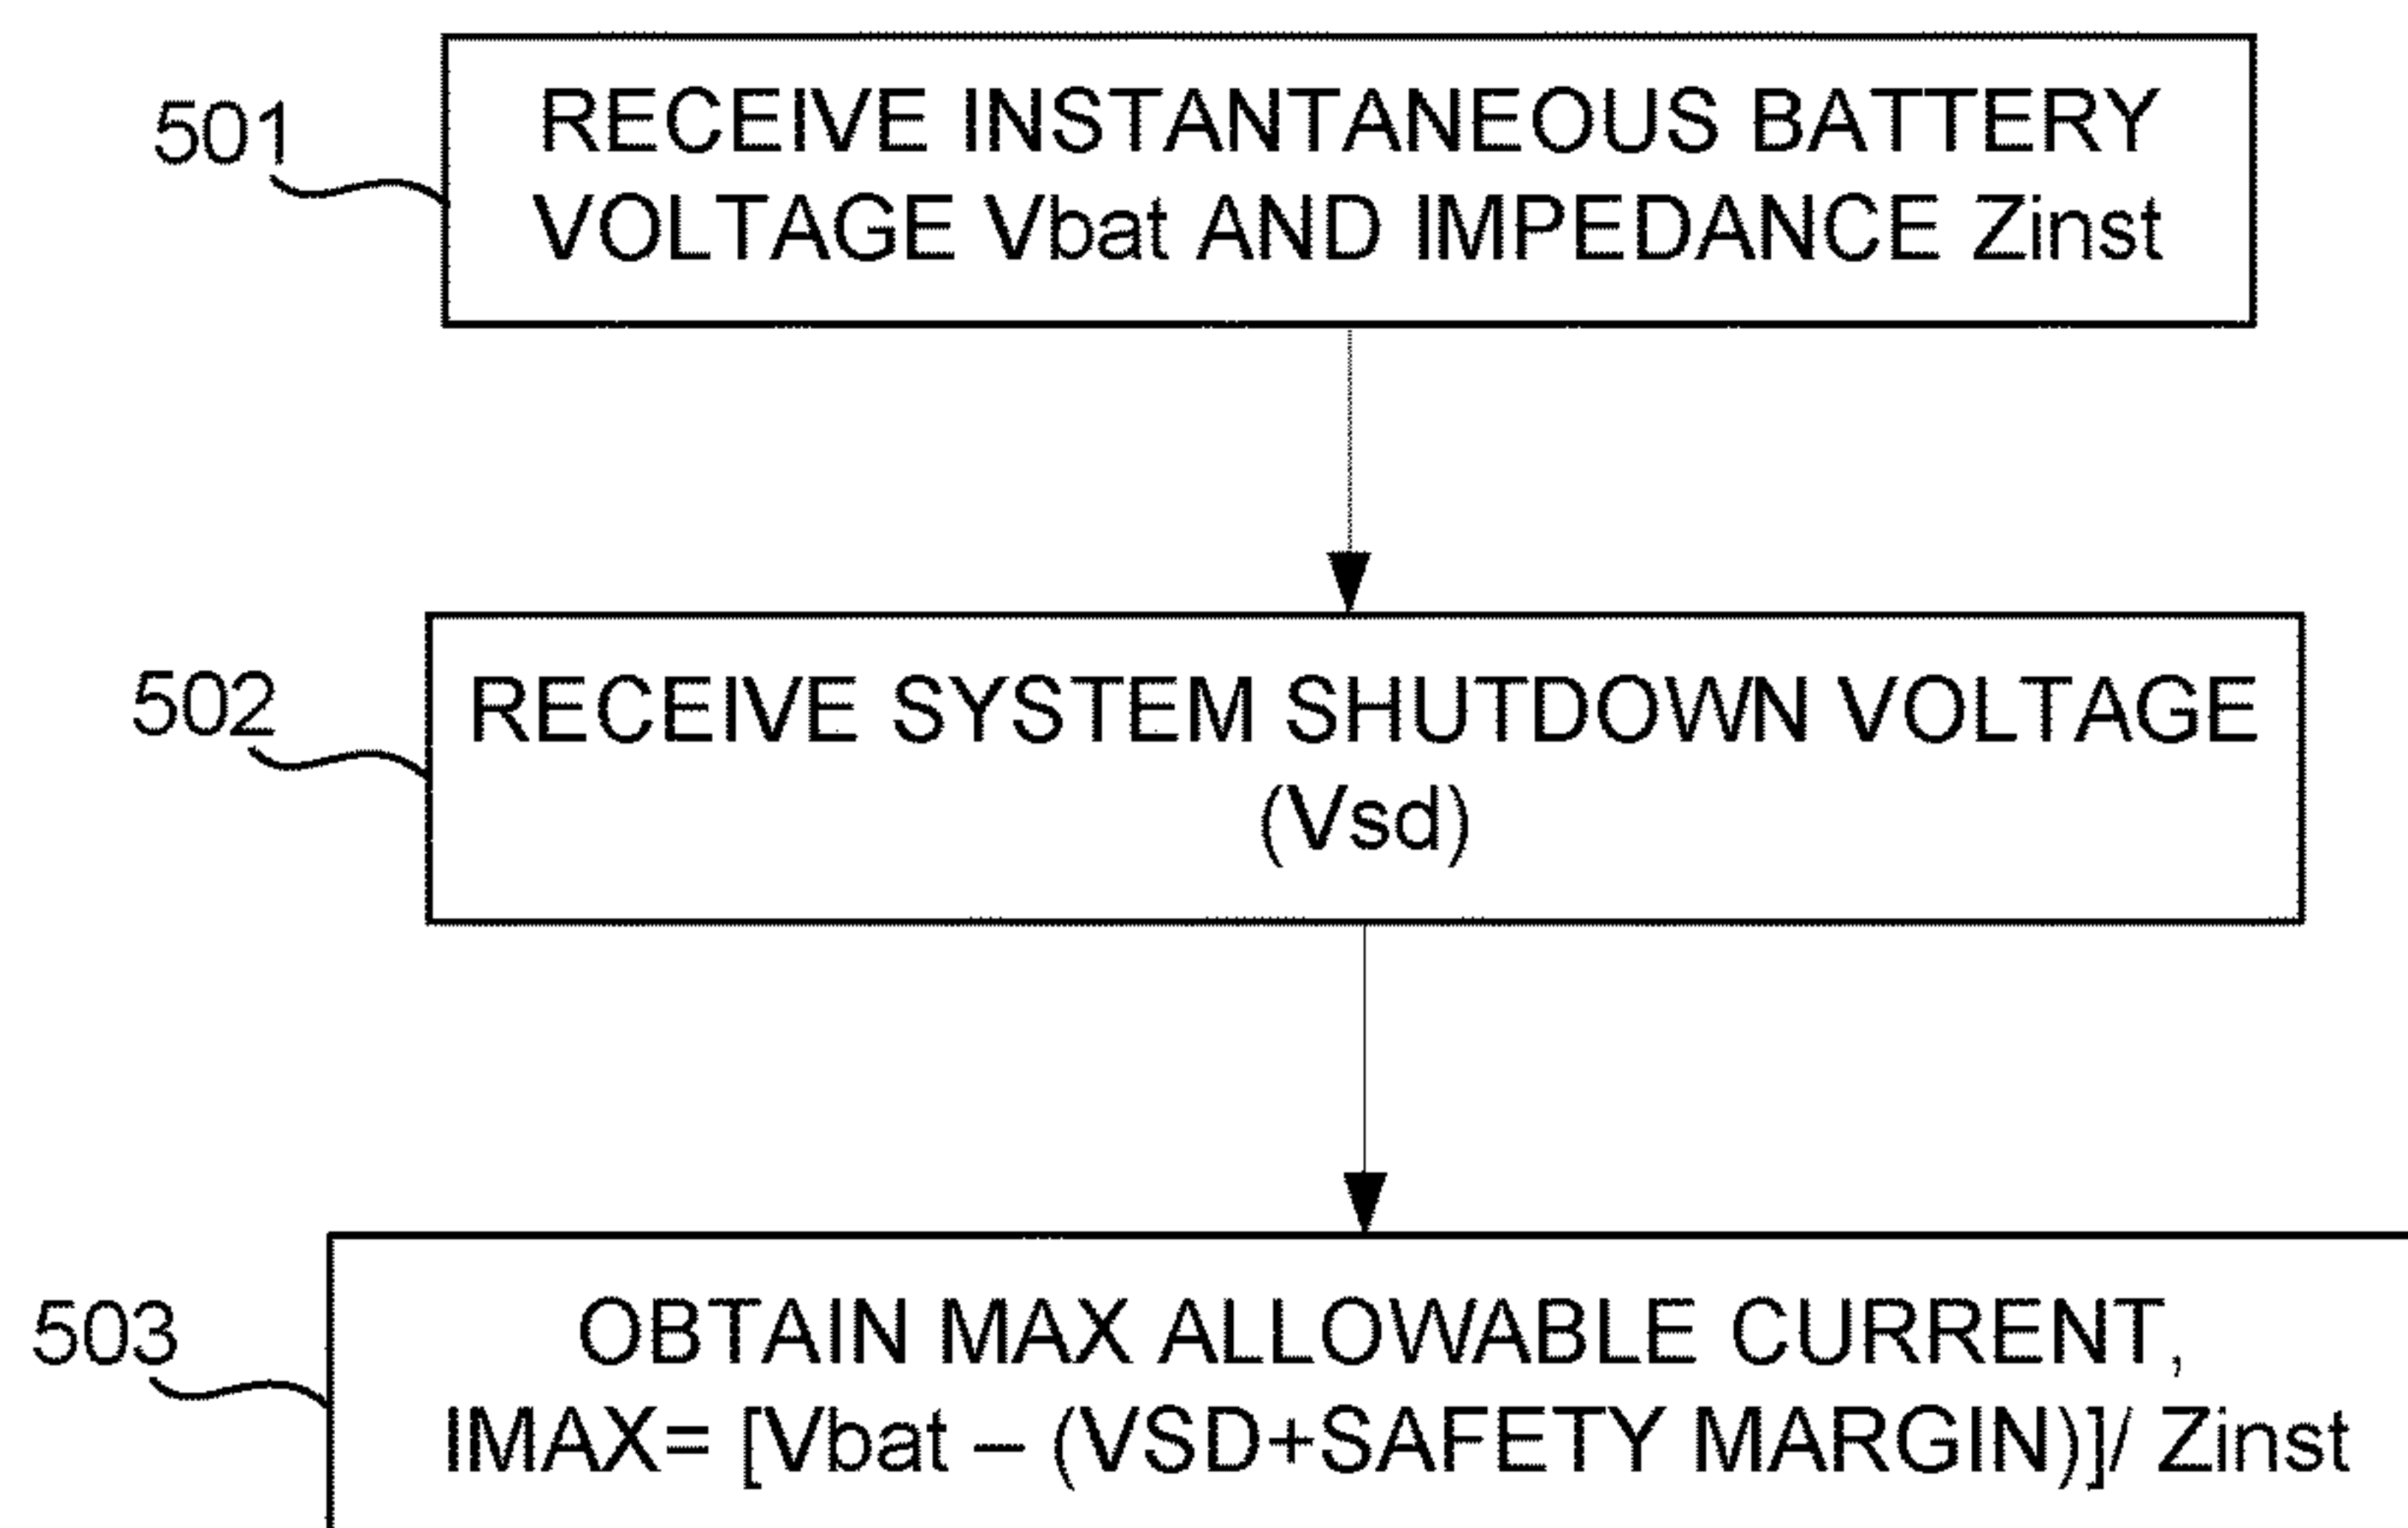 501
RECEIVE INSTANTANEOUS BATTERY
VOLTAGE Vbat AND IMPEDANCE Zinst
502
RECEIVE SYSTEM SHUTDOWN VOLTAGE
(Vsd)
503
OBTAIN MAX ALLOWABLE CURRENT,
IMAX= [Vbat – (VSD+SAFETY MARGIN)]/ Zinst